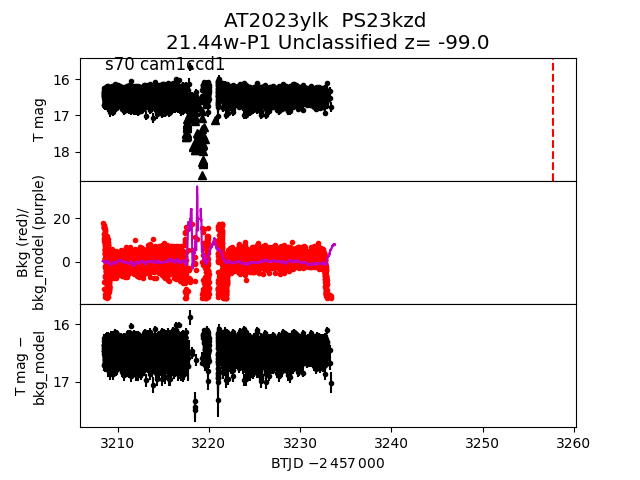 AT2023ylk  PS23kzd
21.44w-P1 Unclassified z= -99.0
s70 cam1ccd1
16
17
18
T mag
20
0
Bkg (red)/
bkg_model (purple)
16
17
T mag −
bkg_model
3210
3220
3230
3240
3250
3260
BTJD −2 457 000